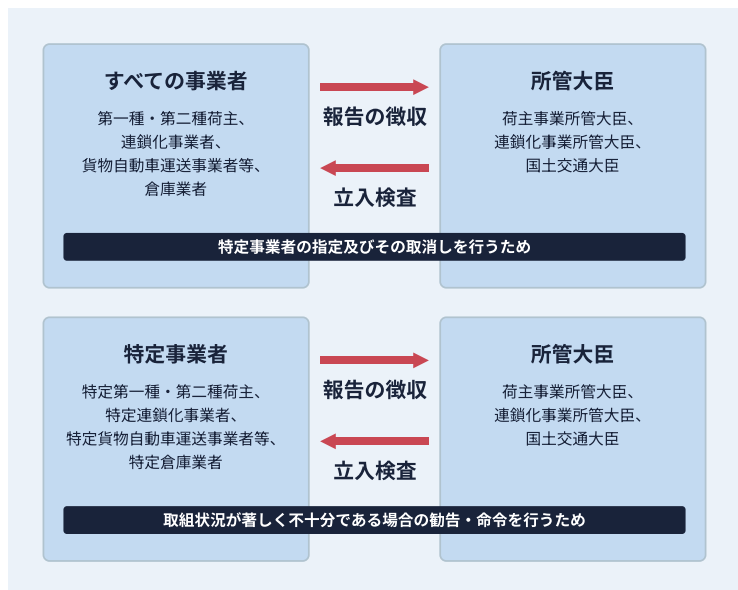 すべての事業者
第一種・第二種荷主、
連鎖化事業者、
貨物自動車運送事業者等、
倉庫業者
報告の徴収
立入検査
所管大臣
荷主事業所管大臣、
連鎖化事業所管大臣、
国土交通大臣
特定事業者の指定及びその取消しを行うため
特定事業者
特定第一種・第二種荷主、
特定連鎖化事業者、
特定貨物自動車運送事業者等、
特定倉庫業者
報告の徴収
立入検査
所管大臣
荷主事業所管大臣、
連鎖化事業所管大臣、
国土交通大臣
取組状況が著しく不十分である場合の勧告・命令を行うため